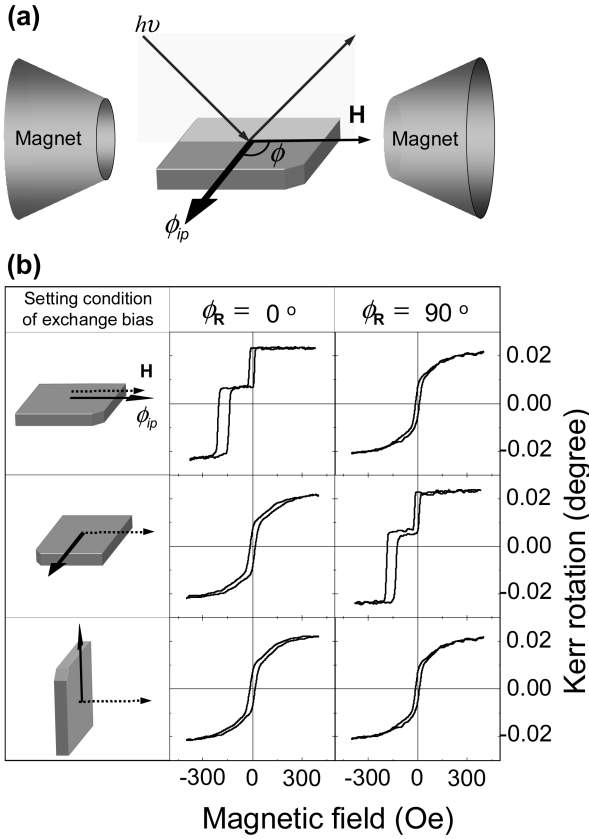 (a)
hυ
H
Magnet
Magnet
ϕ
ϕip
(b)
Setting condition
of exchange bias
ϕR = 0 o
ϕR = 90 o
H
ϕip
0.02
0.00
-0.02
0.02
0.00
-0.02
0.02
0.00
-0.02
Kerr rotation (degree)
-300 0 300
-300 0 300
Magnetic field (Oe)